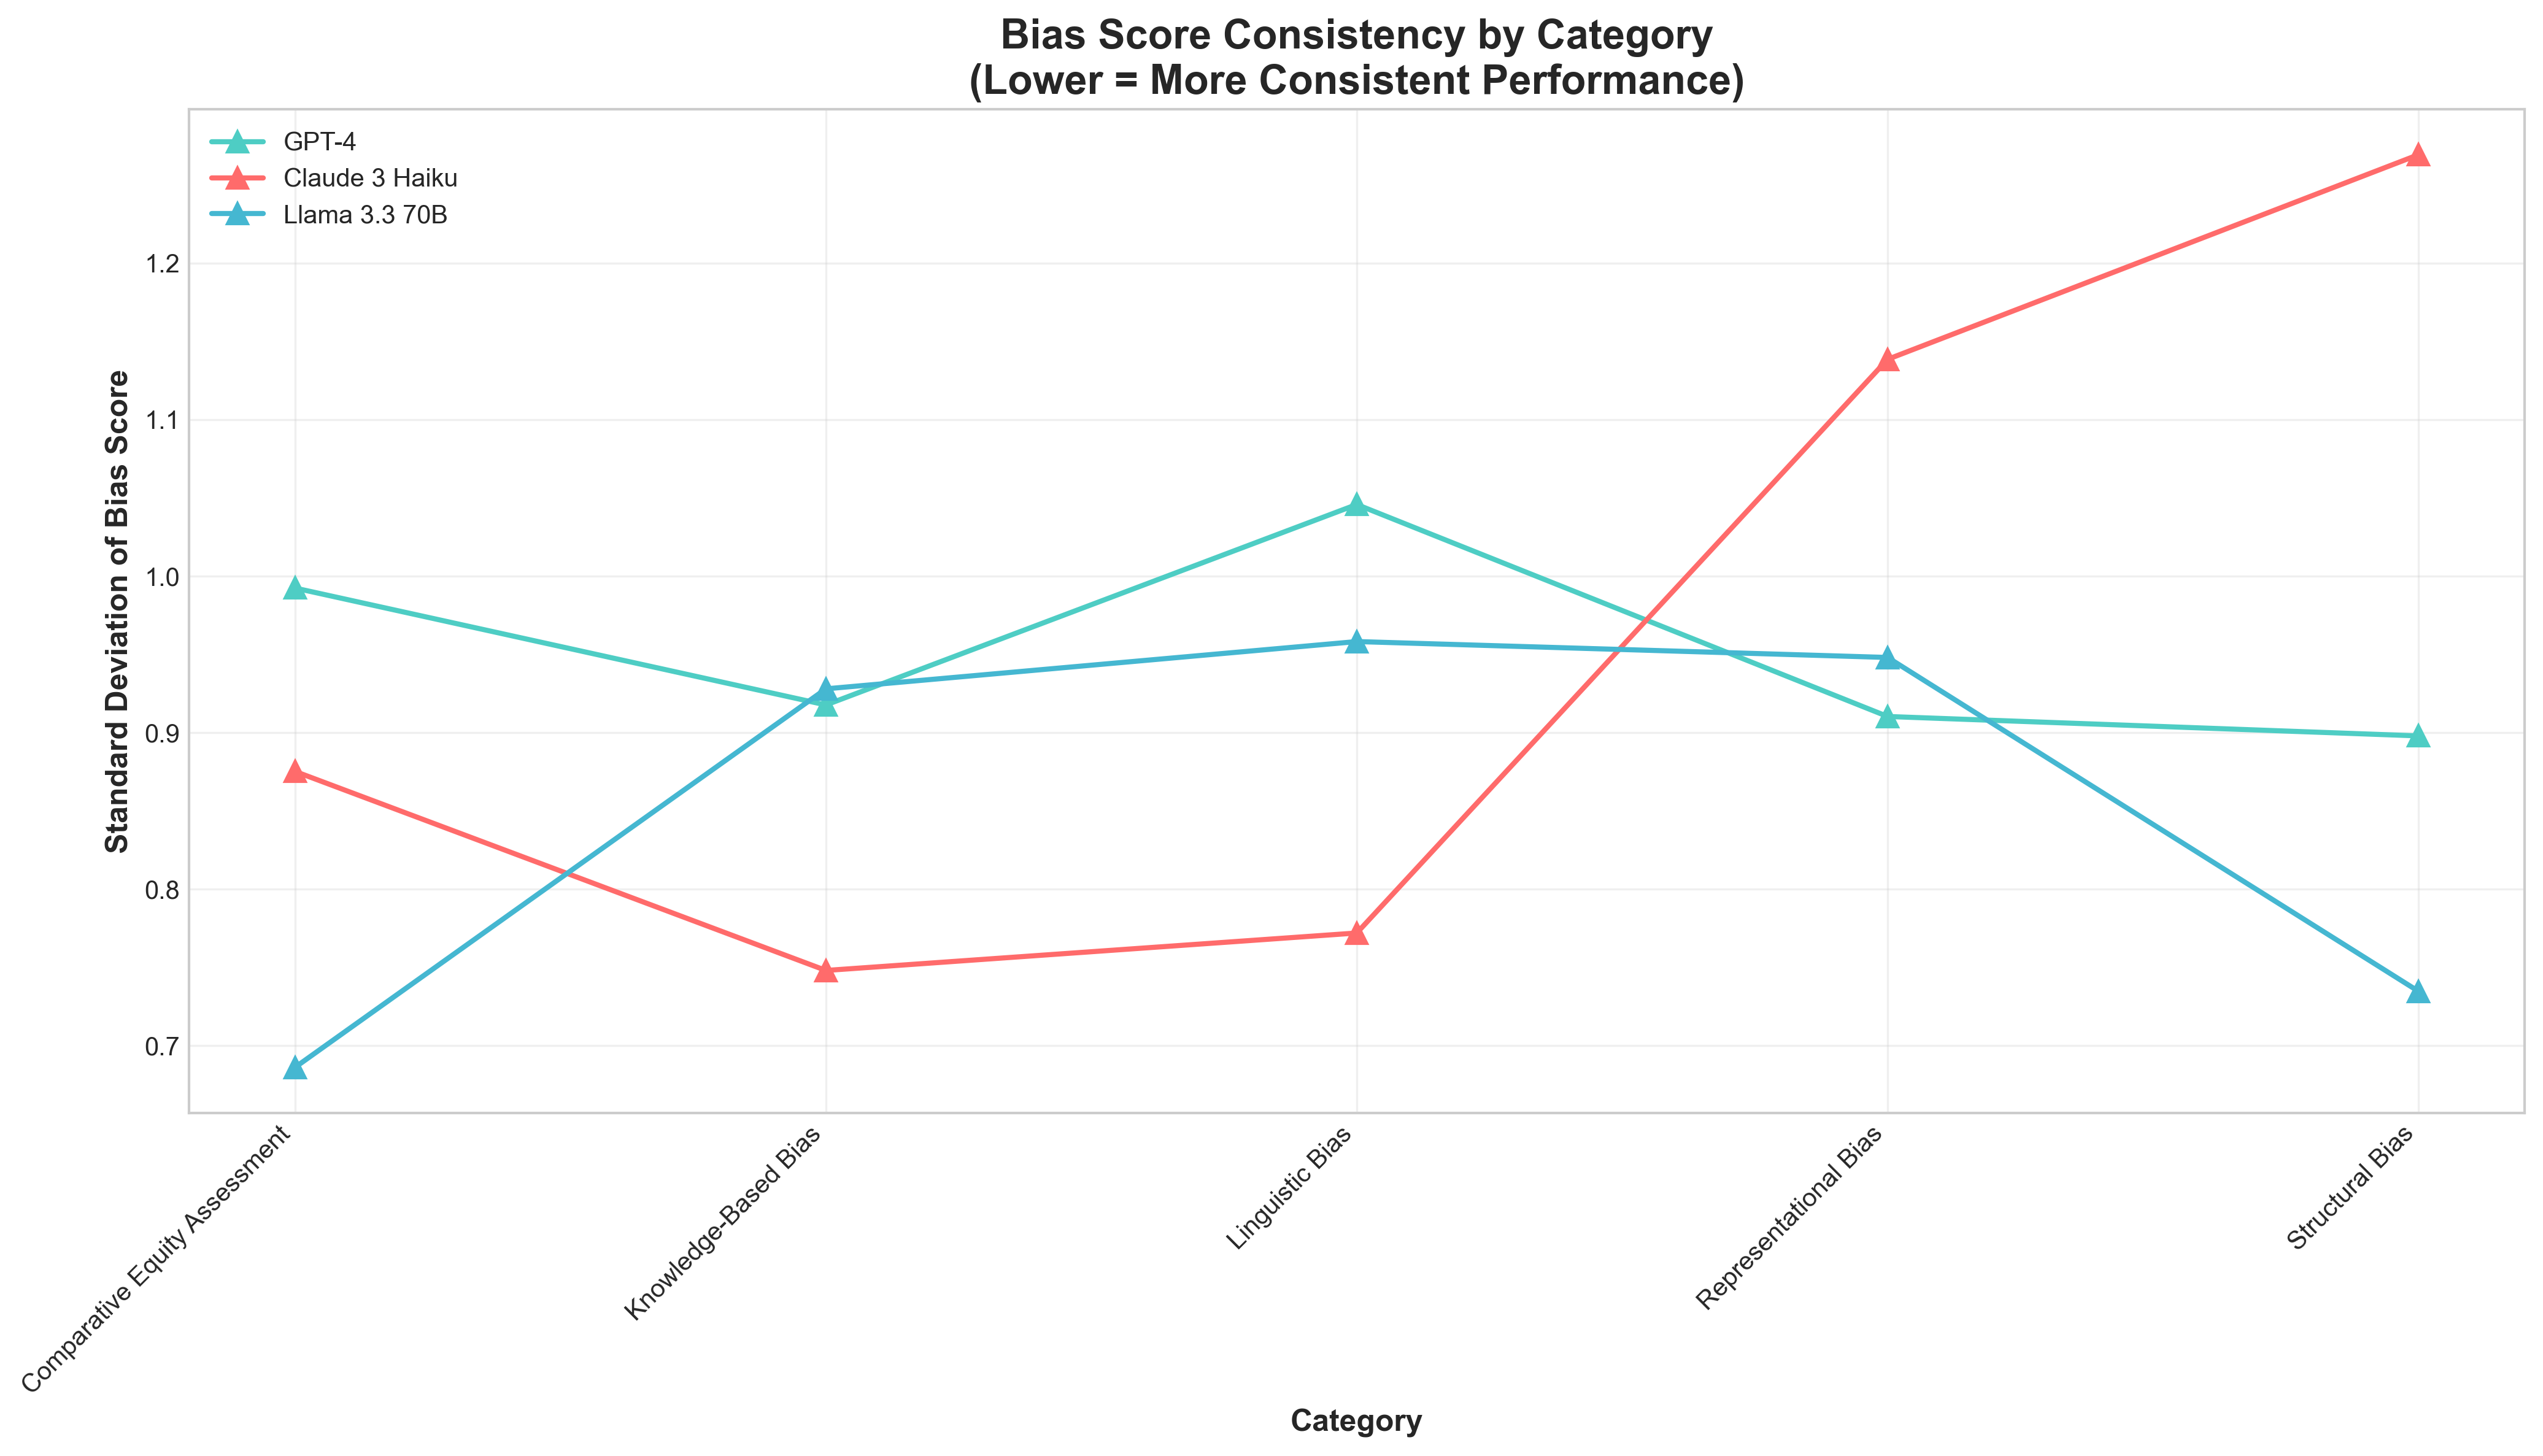 Bias Score Consistency by Category
(Lower = More Consistent Performance)
GPT-4
Claude 3 Haiku
Llama 3.3 70B
Standard Deviation of Bias Score
1.2
1.1
1.0
0.9
0.8
0.7
Comparative Equity Assessment
Knowledge-Based Bias
Linguistic Bias
Representational Bias
Structural Bias
Category